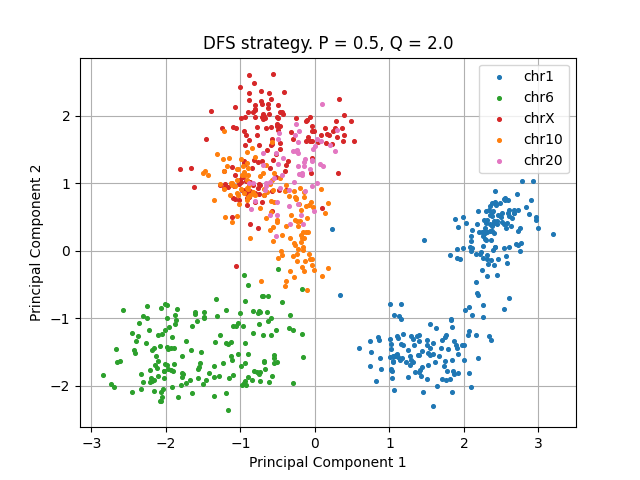 DFS strategy. P = 0.5, Q = 2.0
chr1
chr6
chrX
chr10
chr20
Principal Component 2
2
1
0
−1
−2
−3 −2 −1 0 1 2 3
Principal Component 1